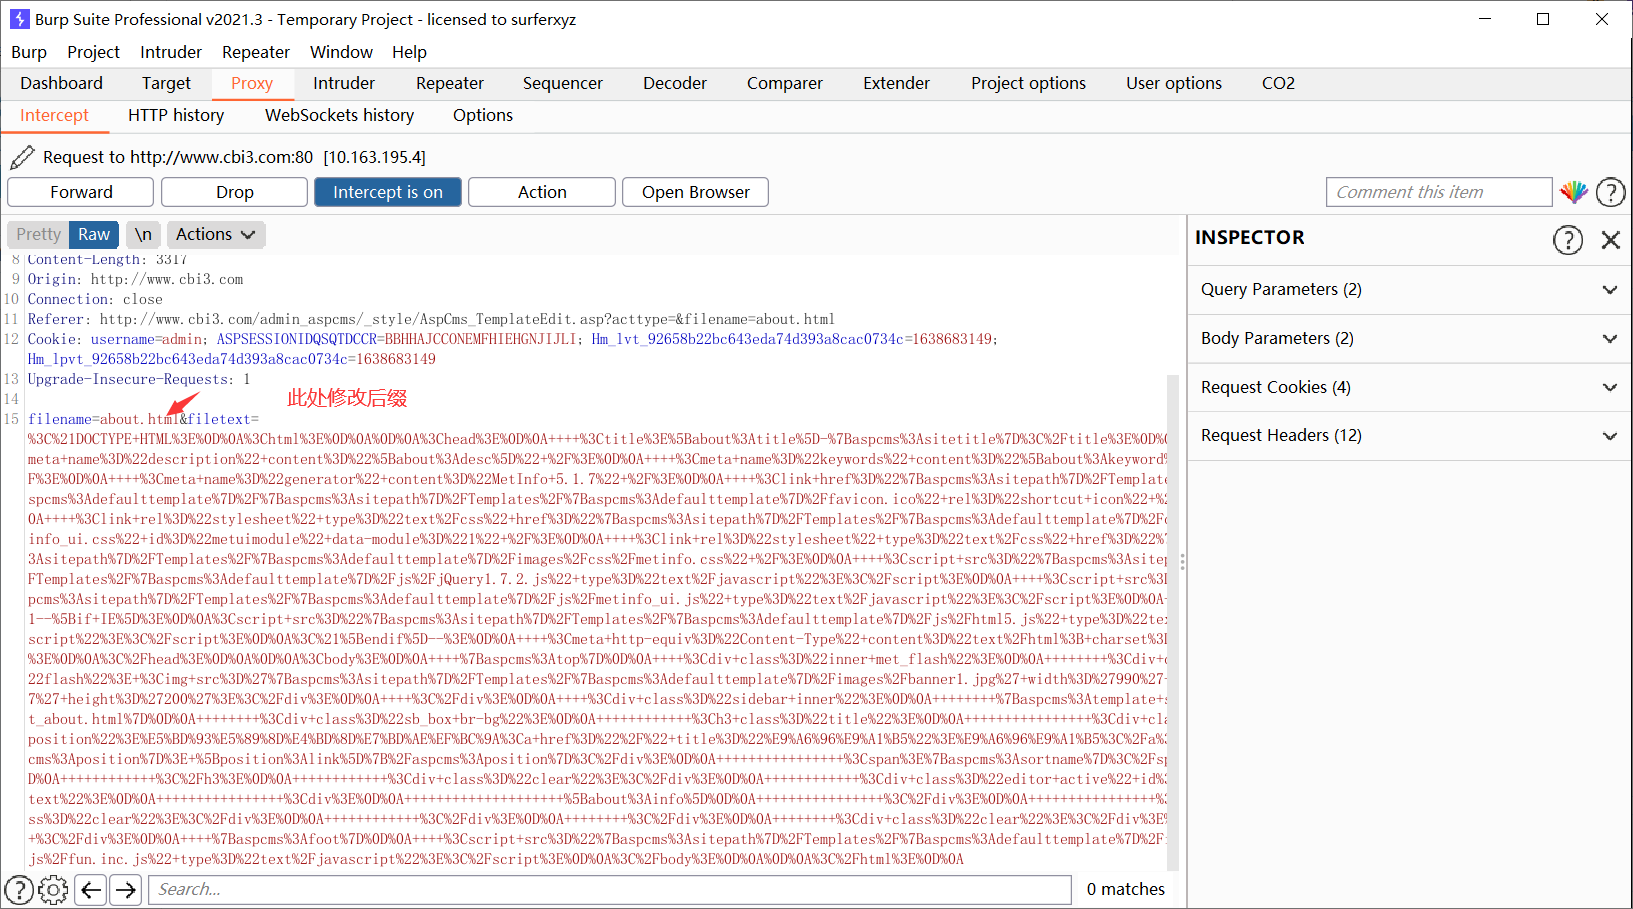 Burp Suite Professional v2021.3 - Temporary Project - licensed to surferxyz
Burp Project Intruder Repeater Window Help
Dashboard Target Proxy Intruder Repeater Sequencer Decoder Comparer Extender Project options User options CO2
Intercept HTTP history WebSockets history Options
Request to http://www.cbi3.com:80 [10.163.195.4]
Forward Drop Intercept is on Action Open Browser Comment this item ?
Pretty Raw \n Actions
INSPECTOR ?
Query Parameters (2)
Body Parameters (2)
Request Cookies (4)
Request Headers (12)
8 Content-Length: 3317
9 Origin: http://www.cbi3.com
10 Connection: close
11 Referer: http://www.cbi3.com/admin_aspcms/_style/AspCms_TemplateEdit.asp?acttype=&filename=about.html
12 Cookie: username=admin; ASPSESSIONIDQSQTDCCR=BBHHAJCCONEMFHIEHGNJIJLI; Hm_lvt_92658b22bc643eda74d393a8cac0734c=1638683149;
Hm_lpvt_92658b22bc643eda74d393a8cac0734c=1638683149
13 Upgrade-Insecure-Requests: 1
14
此处修改后缀
15 filename=about.html&filetext=
%3C%21DOCTYPE+HTML%3E%0D%0A%3Chtml%3E%0D%0A%0D%0A%3Chead%3E%0D%0A++++%3Ctitle%3E%5Babout%3Atitle%5D-%7Baspcms%3Asitetitle%7D%3C%2Ftitle%3E%0D%0
meta+name%3D%22description%22+content%3D%22%5Babout%3Adesc%5D%22+%2F%3E%0D%0A++++%3Cmeta+name%3D%22keywords%22+content%3D%22%5Babout%3Akeyword%
F%3E%0D%0A++++%3Cmeta+name%3D%22generator%22+content%3D%22MetInfo+5.1.7%22+%2F%3E%0D%0A++++%3Clink+href%3D%22%7Baspcms%3Asitepath%7D%2FTemplate
spcms%3Adefaulttemplate%7D%2F%7Baspcms%3Asitepath%7D%2FTemplates%2F%7Baspcms%3Adefaulttemplate%7D%2Ffavicon.ico%22+rel%3D%22shortcut+icon%22+%2
0A++++%3Clink+rel%3D%22stylesheet%22+type%3D%22text%2Fcss%22+href%3D%22%7Baspcms%3Asitepath%7D%2FTemplates%2F%7Baspcms%3Adefaulttemplate%7D%2F
info_ui.css%22+id%3D%22metuimodule%22+data-module%3D%221%22+%2F%3E%0D%0A++++%3Clink+rel%3D%22stylesheet%22+type%3D%22text%2Fcss%22+href%3D%22%7
3Asitepath%7D%2FTemplates%2F%7Baspcms%3Adefaulttemplate%7D%2Fimages%2Fcss%2Fmetinfo.css%22+%2F%3E%0D%0A++++%3Cscript+src%3D%22%7Baspcms%3Asitep
FTemplates%2F%7Baspcms%3Adefaulttemplate%7D%2Fjs%2FjQuery1.7.2.js%22+type%3D%22text%2Fjavascript%22%3E%3C%2Fscript%3E%0D%0A++++%3Cscript+src%3D
pcms%3Asitepath%7D%2FTemplates%2F%7Baspcms%3Adefaulttemplate%7D%2Fjs%2Fmetinfo_ui.js%22+type%3D%22text%2Fjavascript%22%3E%3C%2Fscript%3E%0D%0A
1--%5Bif+IE%5D%3E%0D%0A%3Cscript+src%3D%22%7Baspcms%3Asitepath%7D%2FTemplates%2F%7Baspcms%3Adefaulttemplate%7D%2Fjs%2Fhtml5.js%22+type%3D%22tex
script%22%3E%3C%2Fscript%3E%0D%0A%3C%21%5Bendif%5D--%3E%0D%0A++++%3Cmeta+http-equiv%3D%22Content-Type%22+content%3D%22text%2Fhtml%3B+charset%3D
%3E%0D%0A%3C%2Fhead%3E%0D%0A%0D%0A%3Cbody%3E%0D%0A++++%7Baspcms%3Atop%7D%0D%0A++++%3Cdiv+class%3D%22inner+met_flash%22%3E%0D%0A++++++++%3Cdiv+
22flash%22%3E+%3Cimg+src%3D%27%7Baspcms%3Asitepath%7D%2FTemplates%2F%7Baspcms%3Adefaulttemplate%7D%2Fimages%2Fbanner1.jpg%27+width%3D%27990%27+
7%27+height%3D%27200%27%3E%3C%2Fdiv%3E%0D%0A++++%3C%2Fdiv%3E%0D%0A++++%3Cdiv+class%3D%22sidebar+inner%22%3E%0D%0A++++++++%7Baspcms%3Atemplate+s
t_about.html%7D%0D%0A++++++++%3Cdiv+class%3D%22sb_box+br-bg%22%3E%0D%0A++++++++++++%3Ch3+class%3D%22title%22%3E%0D%0A++++++++++++++++%3Cdiv+cla
position%22%3E%E5%BD%93%E5%89%8D%E4%BD%8D%E7%BD%AE%EF%BC%9A%3Ca+href%3D%22%2F%22+title%3D%22%E9%A6%96%E9%A1%B5%22%3E%E9%A6%96%E9%A1%B5%3C%2Fa%3
cms%3Aposition%7D%3E+%5Bposition%3Alink%5D%7B%2Faspcms%3Aposition%7D%3C%2Fdiv%3E%0D%0A++++++++++++++++%3Cspan%3E%7Baspcms%3Asortname%7D%3C%2Fsp
D%0A++++++++++++%3C%2Fh3%3E%0D%0A++++++++++++%3Cdiv+class%3D%22clear%22%3E%3C%2Fdiv%3E%0D%0A++++++++++++%3Cdiv+class%3D%22editor+active%22+id%3
text%22%3E%0D%0A++++++++++++++++%3Cdiv%3E%0D%0A++++++++++++++++++++%5Babout%3Ainfo%5D%0D%0A++++++++++++++++%3C%2Fdiv%3E%0D%0A++++++++++++++++%3
ss%3D%22clear%22%3E%3C%2Fdiv%3E%0D%0A++++++++++++%3C%2Fdiv%3E%0D%0A++++++++%3C%2Fdiv%3E%0D%0A++++++++%3Cdiv+class%3D%22clear%22%3E%3C%2Fdiv%3E%
+%3C%2Fdiv%3E%0D%0A++++%7Baspcms%3Afoot%7D%0D%0A++++%3Cscript+src%3D%22%7Baspcms%3Asitepath%7D%2FTemplates%2F%7Baspcms%3Adefaulttemplate%7D%2F
js%2Ffun.inc.js%22+type%3D%22text%2Fjavascript%22%3E%3C%2Fscript%3E%0D%0A%3C%2Fbody%3E%0D%0A%0D%0A%3C%2Fhtml%3E%0D%0A
? Search... 0 matches